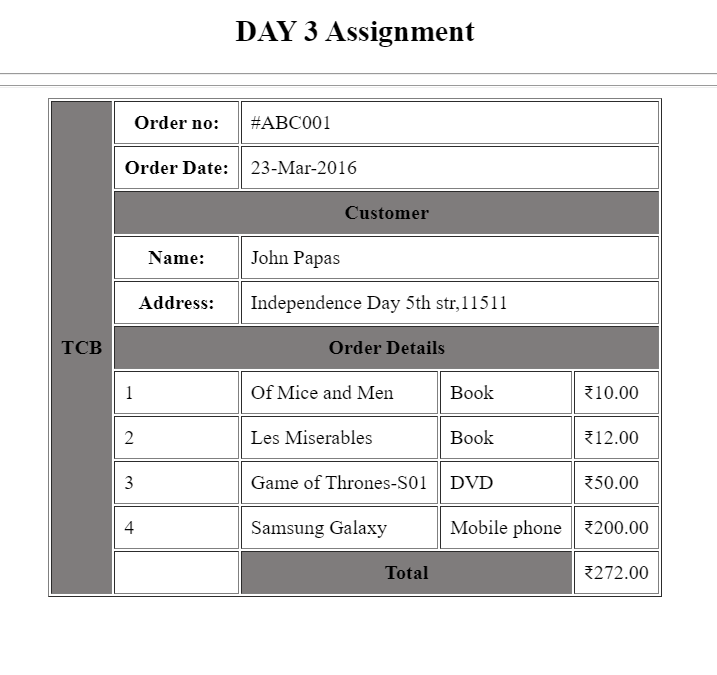 DAY 3 Assignment
Order no: #ABC001
Order Date: 23-Mar-2016
Customer
Name: John Papas
Address: Independence Day 5th str,11511
TCB Order Details
1 Of Mice and Men Book ₹10.00
2 Les Miserables Book ₹12.00
3 Game of Thrones-S01 DVD ₹50.00
4 Samsung Galaxy Mobile phone ₹200.00
Total ₹272.00